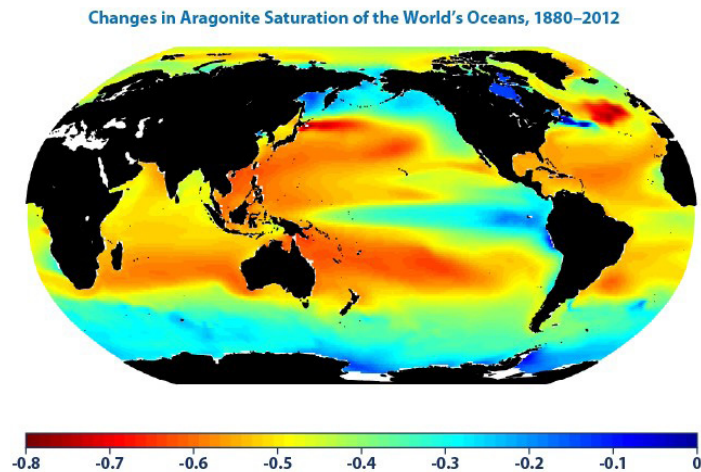 Changes in Aragonite Saturation of the World's Oceans, 1880–2012
-0.8 -0.7 -0.6 -0.5 -0.4 -0.3 -0.2 -0.1 0